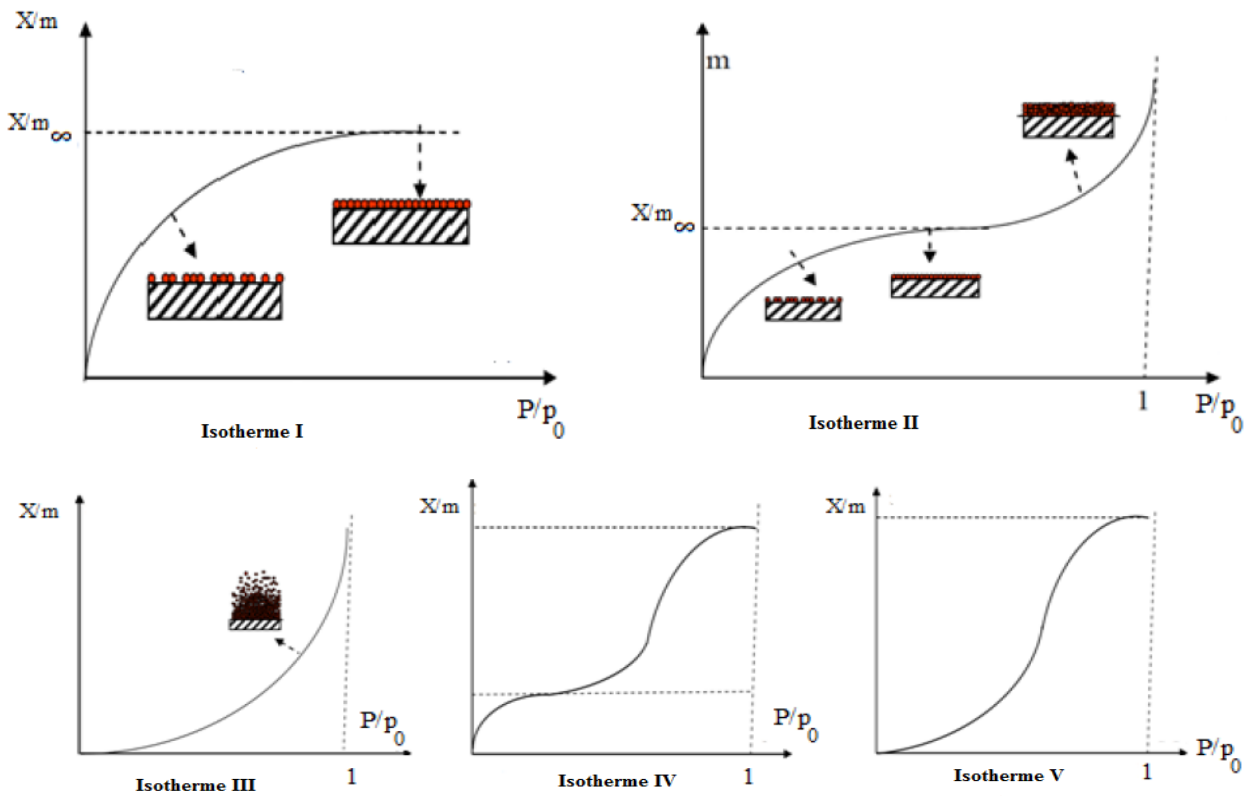 X/m
X/m∞
P/p0
Isotherme I
m
X/m∞
1
P/p0
Isotherme II
X/m
P/p0
1
Isotherme III
X/m
P/p0
1
Isotherme IV
X/m
P/p0
1
Isotherme V